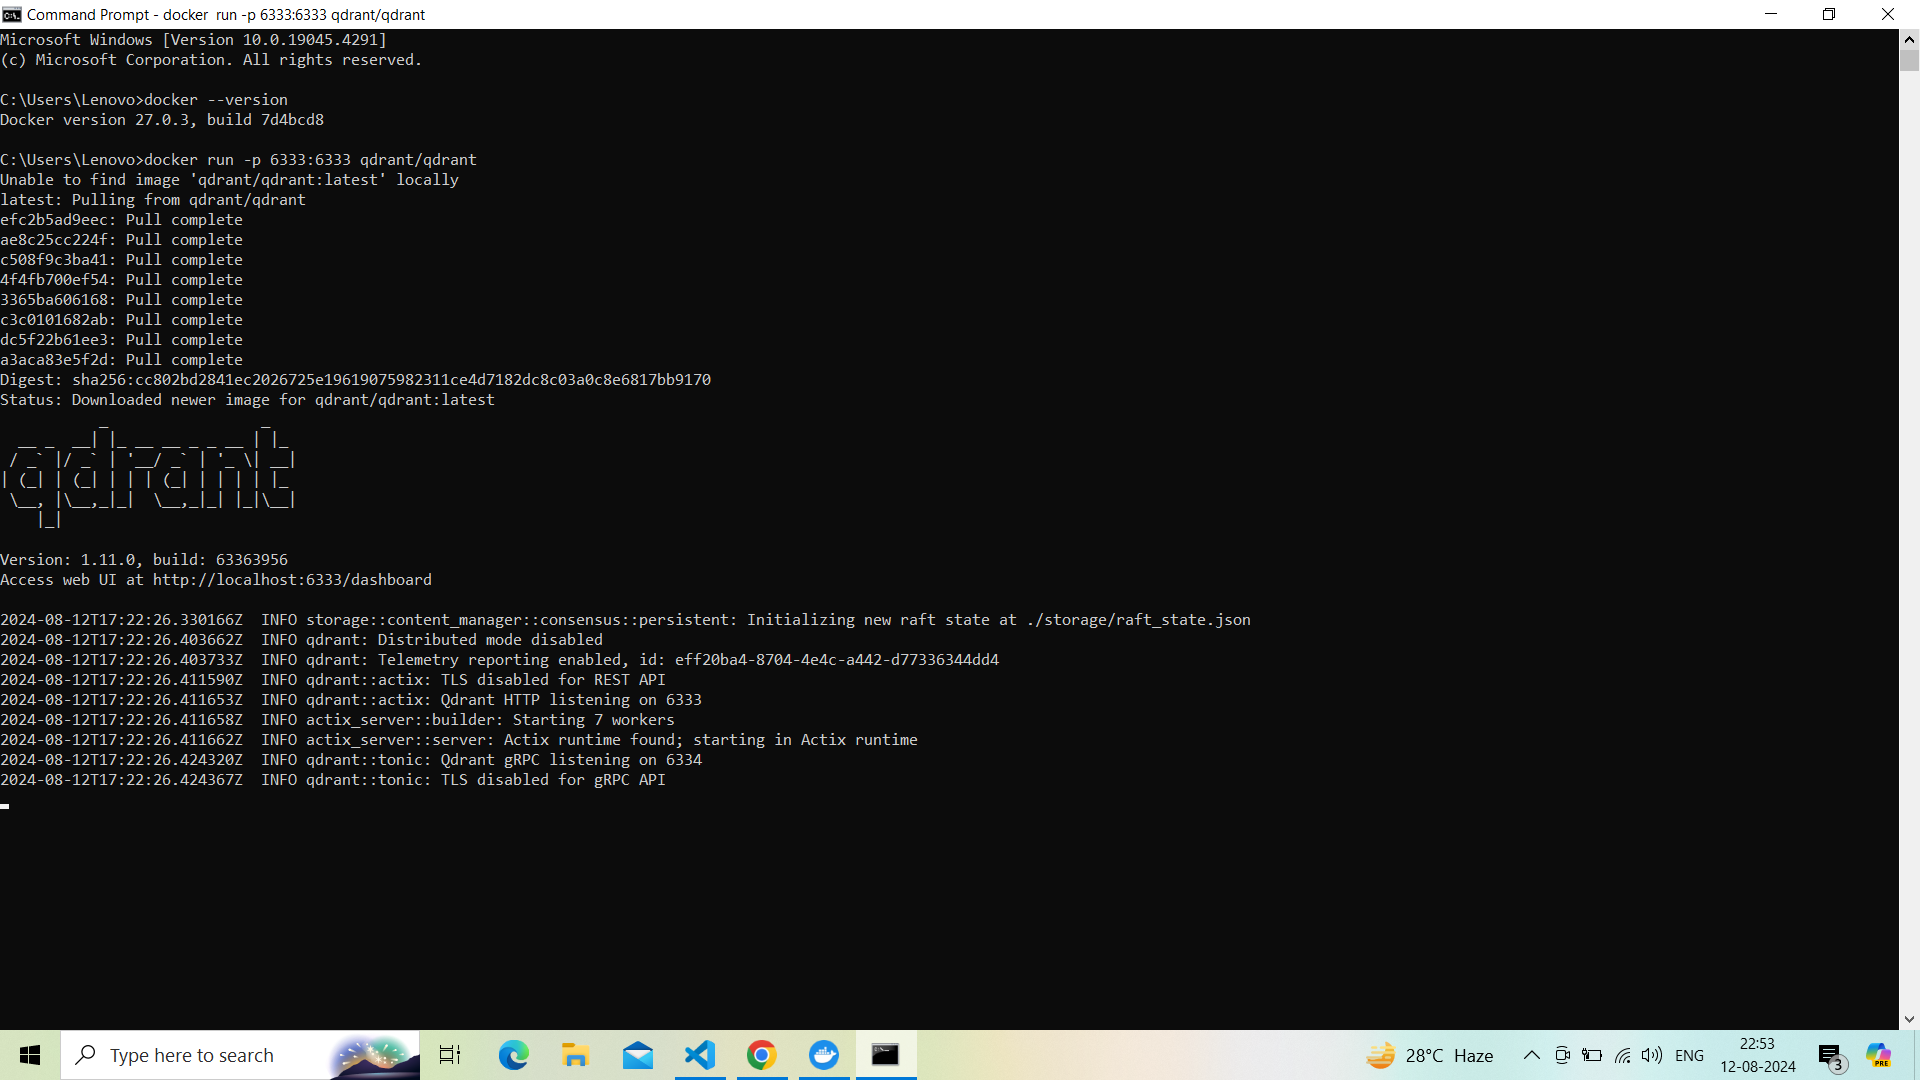 Command Prompt - docker  run -p 6333:6333 qdrant/qdrant
Microsoft Windows [Version 10.0.19045.4291]
(c) Microsoft Corporation. All rights reserved.
C:\Users\Lenovo>docker --version
Docker version 27.0.3, build 7d4bcd8
C:\Users\Lenovo>docker run -p 6333:6333 qdrant/qdrant
Unable to find image 'qdrant/qdrant:latest' locally
latest: Pulling from qdrant/qdrant
efc2b5ad9eec: Pull complete
ae8c25cc224f: Pull complete
c508f9c3ba41: Pull complete
4f4fb700ef54: Pull complete
3365ba606168: Pull complete
c3c0101682ab: Pull complete
dc5f22b61ee3: Pull complete
a3aca83e5f2d: Pull complete
Digest: sha256:cc802bd2841ec2026725e19619075982311ce4d7182dc8c03a0c8e6817bb9170
Status: Downloaded newer image for qdrant/qdrant:latest
qdrant
Version: 1.11.0, build: 63363956
Access web UI at http://localhost:6333/dashboard
2024-08-12T17:22:26.330166Z  INFO storage::content_manager::consensus::persistent: Initializing new raft state at ./storage/raft_state.json
2024-08-12T17:22:26.403662Z  INFO qdrant: Distributed mode disabled
2024-08-12T17:22:26.403733Z  INFO qdrant: Telemetry reporting enabled, id: eff20ba4-8704-4e4c-a442-d77336344dd4
2024-08-12T17:22:26.411590Z  INFO qdrant::actix: TLS disabled for REST API
2024-08-12T17:22:26.411653Z  INFO qdrant::actix: Qdrant HTTP listening on 6333
2024-08-12T17:22:26.411658Z  INFO actix_server::builder: Starting 7 workers
2024-08-12T17:22:26.411662Z  INFO actix_server::server: Actix runtime found; starting in Actix runtime
2024-08-12T17:22:26.424320Z  INFO qdrant::tonic: Qdrant gRPC listening on 6334
2024-08-12T17:22:26.424367Z  INFO qdrant::tonic: TLS disabled for gRPC API
Type here to search
28°C  Haze
ENG
22:53
12-08-2024
3
PRE